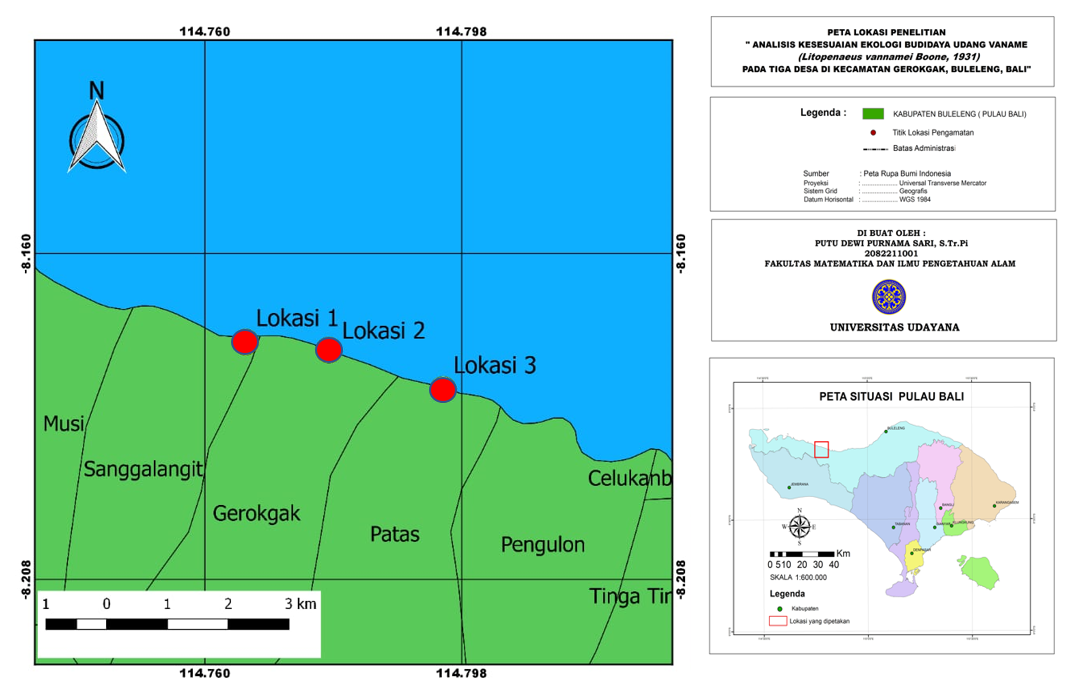 114.760
114.798
N
-8.160
-8.160
Lokasi 1
Lokasi 2
Lokasi 3
Musi
Sanggalangit
Celukanb
Gerokgak
Patas
Pengulon
-8.208
-8.208
Tinga Tir
1 0 1 2 3 km
114.760
114.798
PETA LOKASI PENELITIAN
" ANALISIS KESESUAIAN EKOLOGI BUDIDAYA UDANG VANAME
(Litopenaeus vannamei Boone, 1931)
PADA TIGA DESA DI KECAMATAN GEROKGAK, BULELENG, BALI"
Legenda :
KABUPATEN BULELENG ( PULAU BALI)
Titik Lokasi Pengamatan
Batas Administrasi
Sumber : Peta Rupa Bumi Indonesia
Proyeksi : ................... Universal Transverse Mercator
Sistem Grid : ................... Geografis
Datum Horisontal : ................... WGS 1984
DI BUAT OLEH :
PUTU DEWI PURNAMA SARI, S.Tr.Pi
2082211001
FAKULTAS MATEMATIKA DAN ILMU PENGETAHUAN ALAM
UNIVERSITAS UDAYANA
PETA SITUASI PULAU BALI
BULELENG
JEMBRANA
BANGLI
KARANGASEM
TABANAN
DENPASAR
N
W E
S
Km
0 5 10 20 30 40
SKALA 1:600.000
Legenda
Kabupaten
Lokasi yang dipetakan